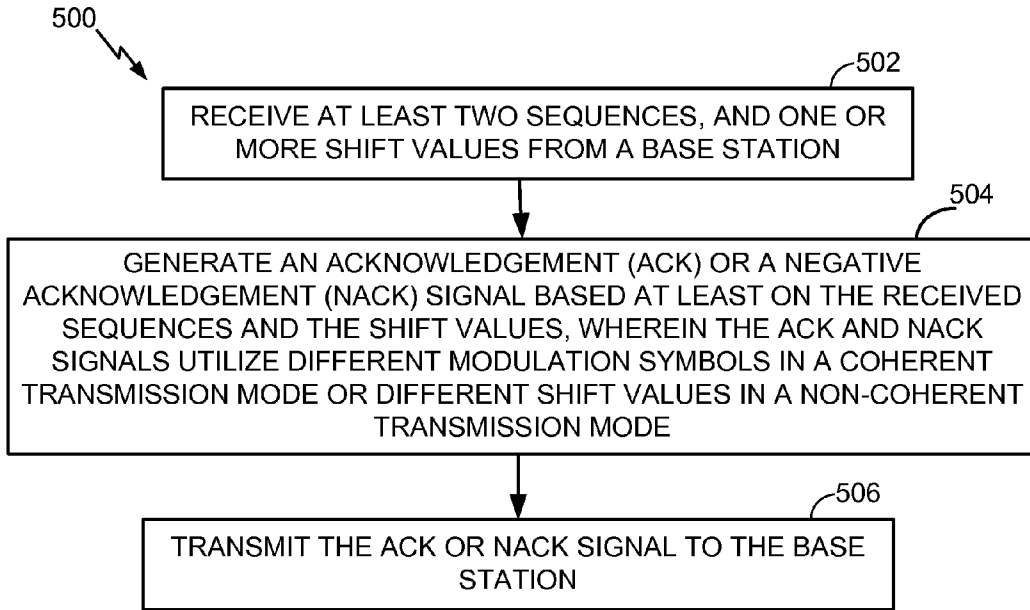 500
502
RECEIVE AT LEAST TWO SEQUENCES, AND ONE OR
MORE SHIFT VALUES FROM A BASE STATION
504
GENERATE AN ACKNOWLEDGEMENT (ACK) OR A NEGATIVE
ACKNOWLEDGEMENT (NACK) SIGNAL BASED AT LEAST ON THE RECEIVED
SEQUENCES AND THE SHIFT VALUES, WHEREIN THE ACK AND NACK
SIGNALS UTILIZE DIFFERENT MODULATION SYMBOLS IN A COHERENT
TRANSMISSION MODE OR DIFFERENT SHIFT VALUES IN A NON-COHERENT
TRANSMISSION MODE
506
TRANSMIT THE ACK OR NACK SIGNAL TO THE BASE
STATION